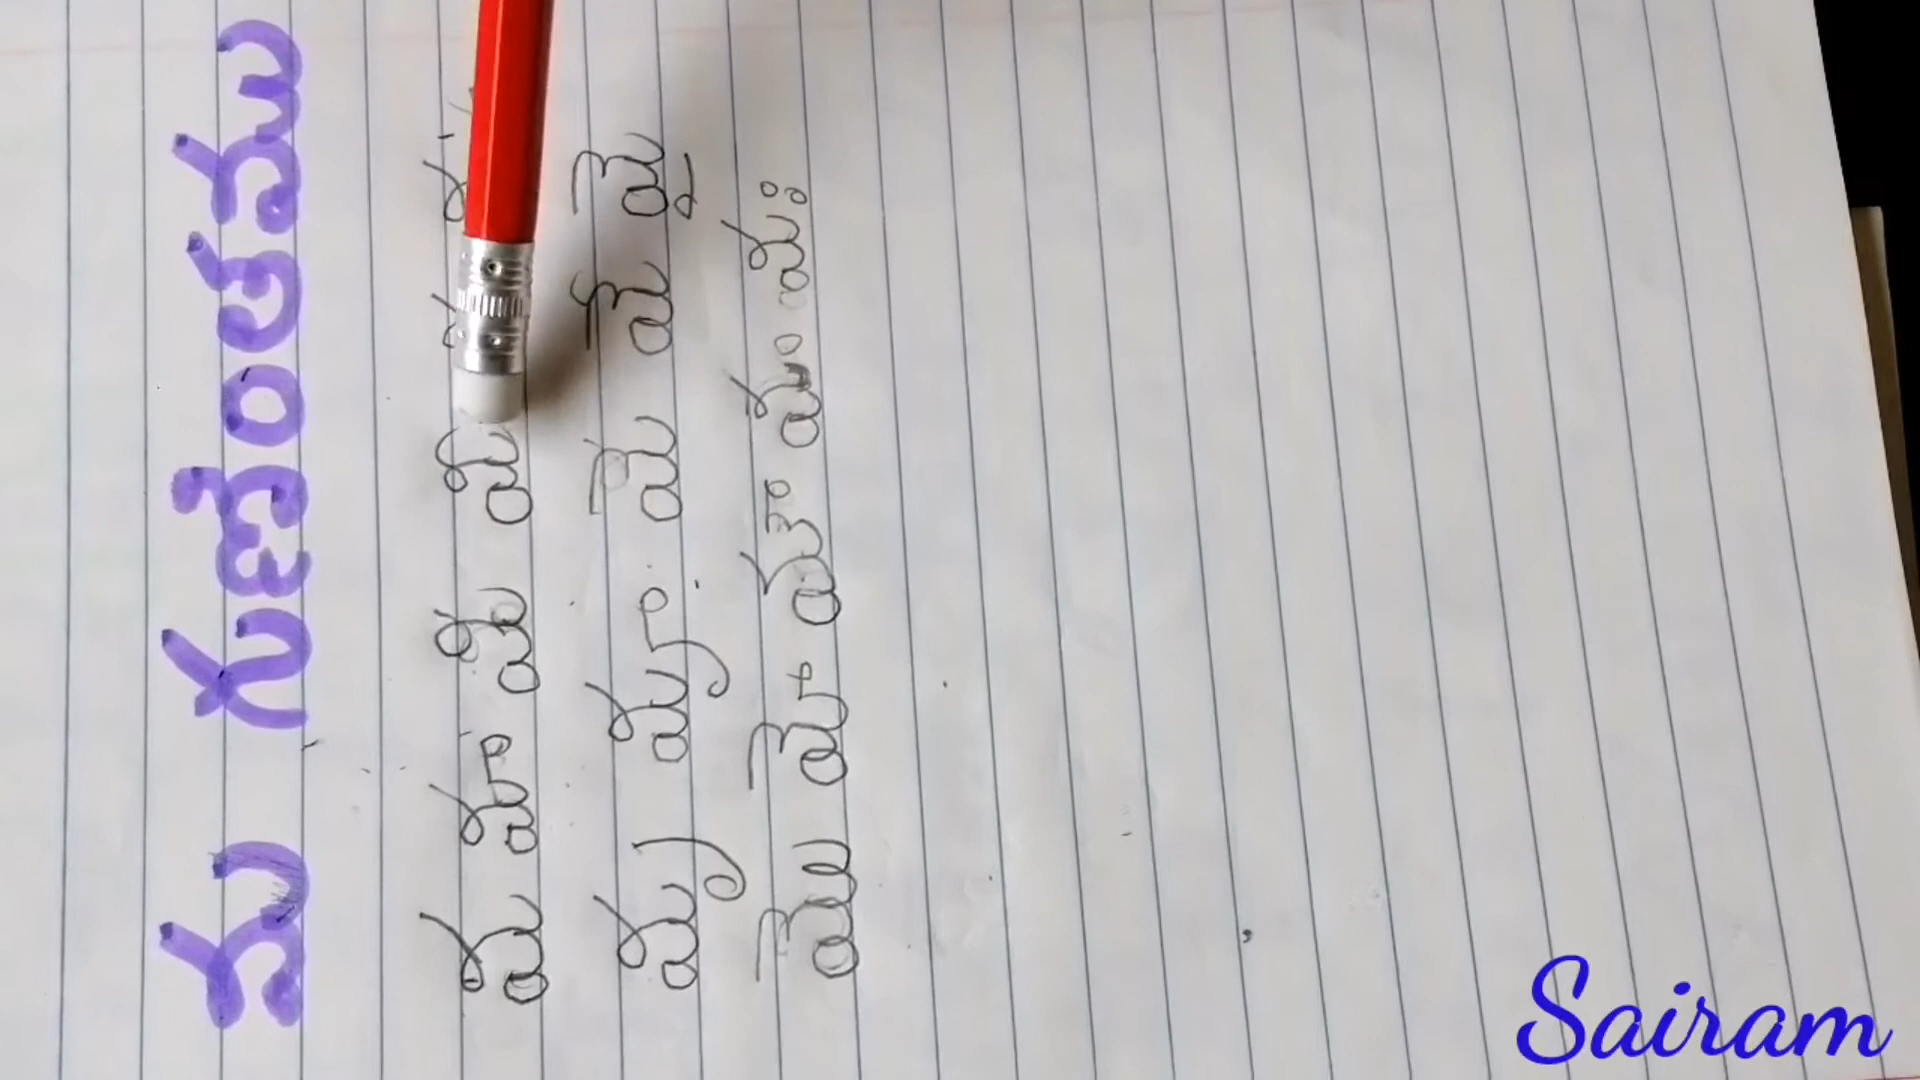 మ గుణింతము
మ మా మి మీ
మృ మౄ మె మే మై
మొ మో మౌ మం మః
Sairam